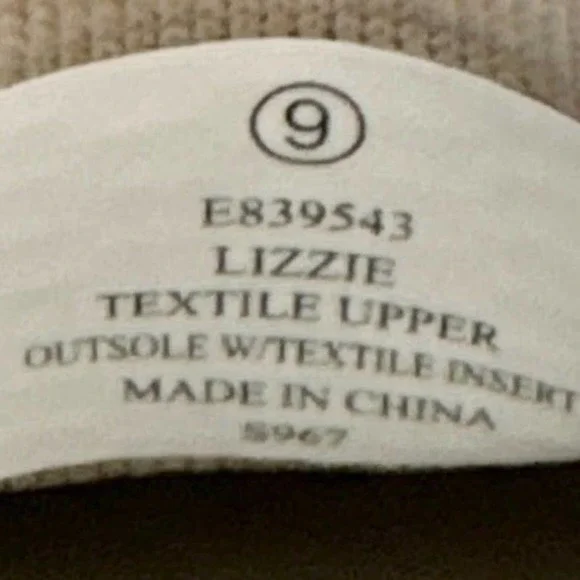 9
E839543
LIZZIE
TEXTILE UPPER
OUTSOLE W/TEXTILE INSERT
MADE IN CHINA
S967